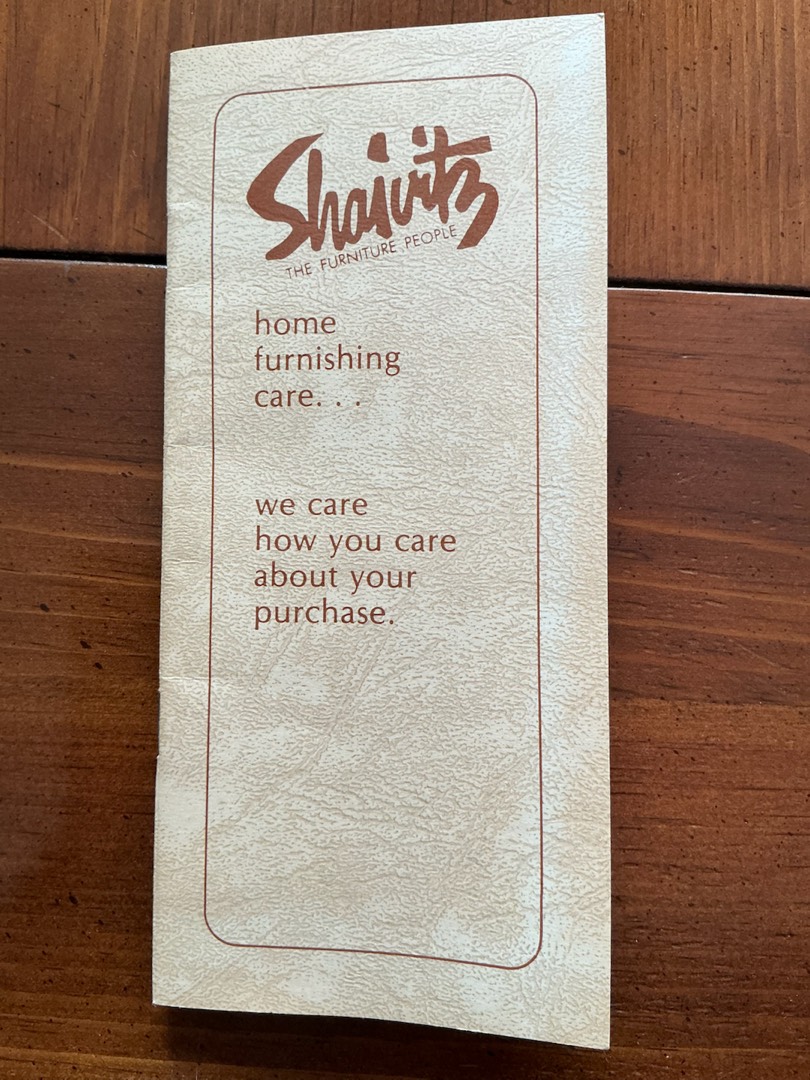 Shaivitz
THE FURNITURE PEOPLE
home
furnishing
care. . .
we care
how you care
about your
purchase.